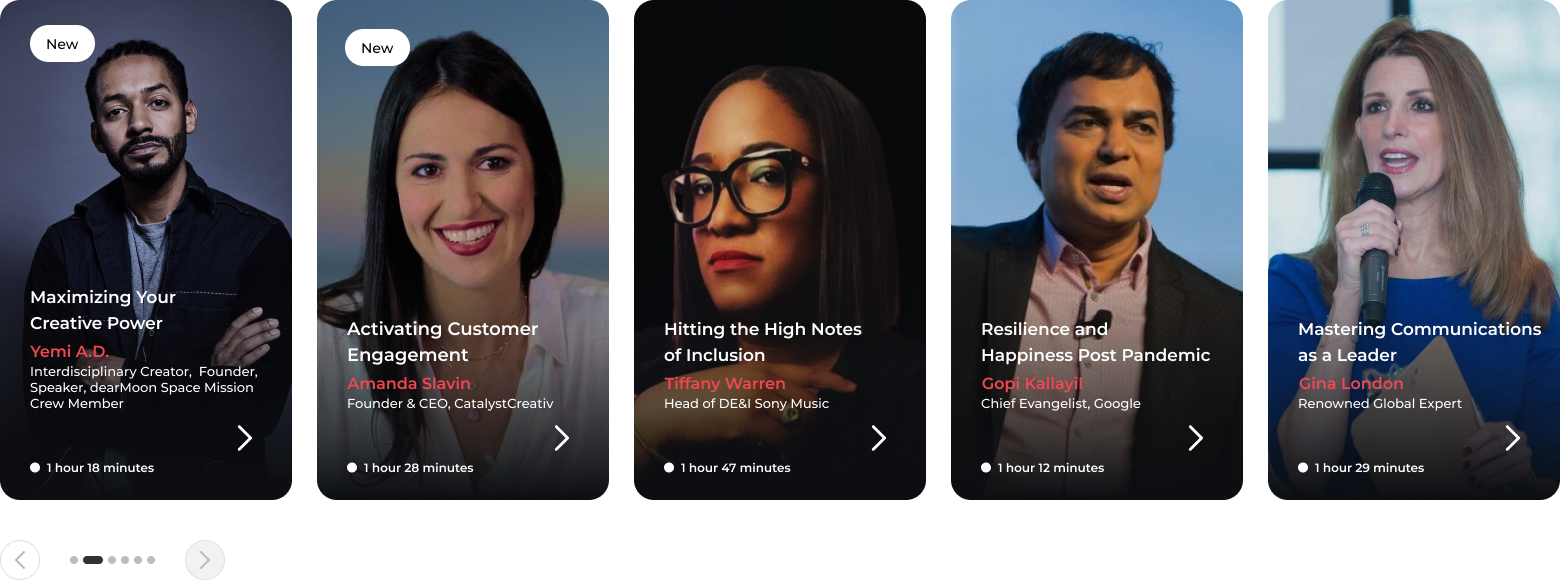 New
Maximizing Your
Creative Power
Yemi A.D.
Interdisciplinary Creator, Founder,
Speaker, dearMoon Space Mission
Crew Member
1 hour 18 minutes
New
Activating Customer
Engagement
Amanda Slavin
Founder & CEO, CatalystCreativ
1 hour 28 minutes
Hitting the High Notes
of Inclusion
Tiffany Warren
Head of DE&I Sony Music
1 hour 47 minutes
Resilience and
Happiness Post Pandemic
Gopi Kallayil
Chief Evangelist, Google
1 hour 12 minutes
Mastering Communications
as a Leader
Gina London
Renowned Global Expert
1 hour 29 minutes